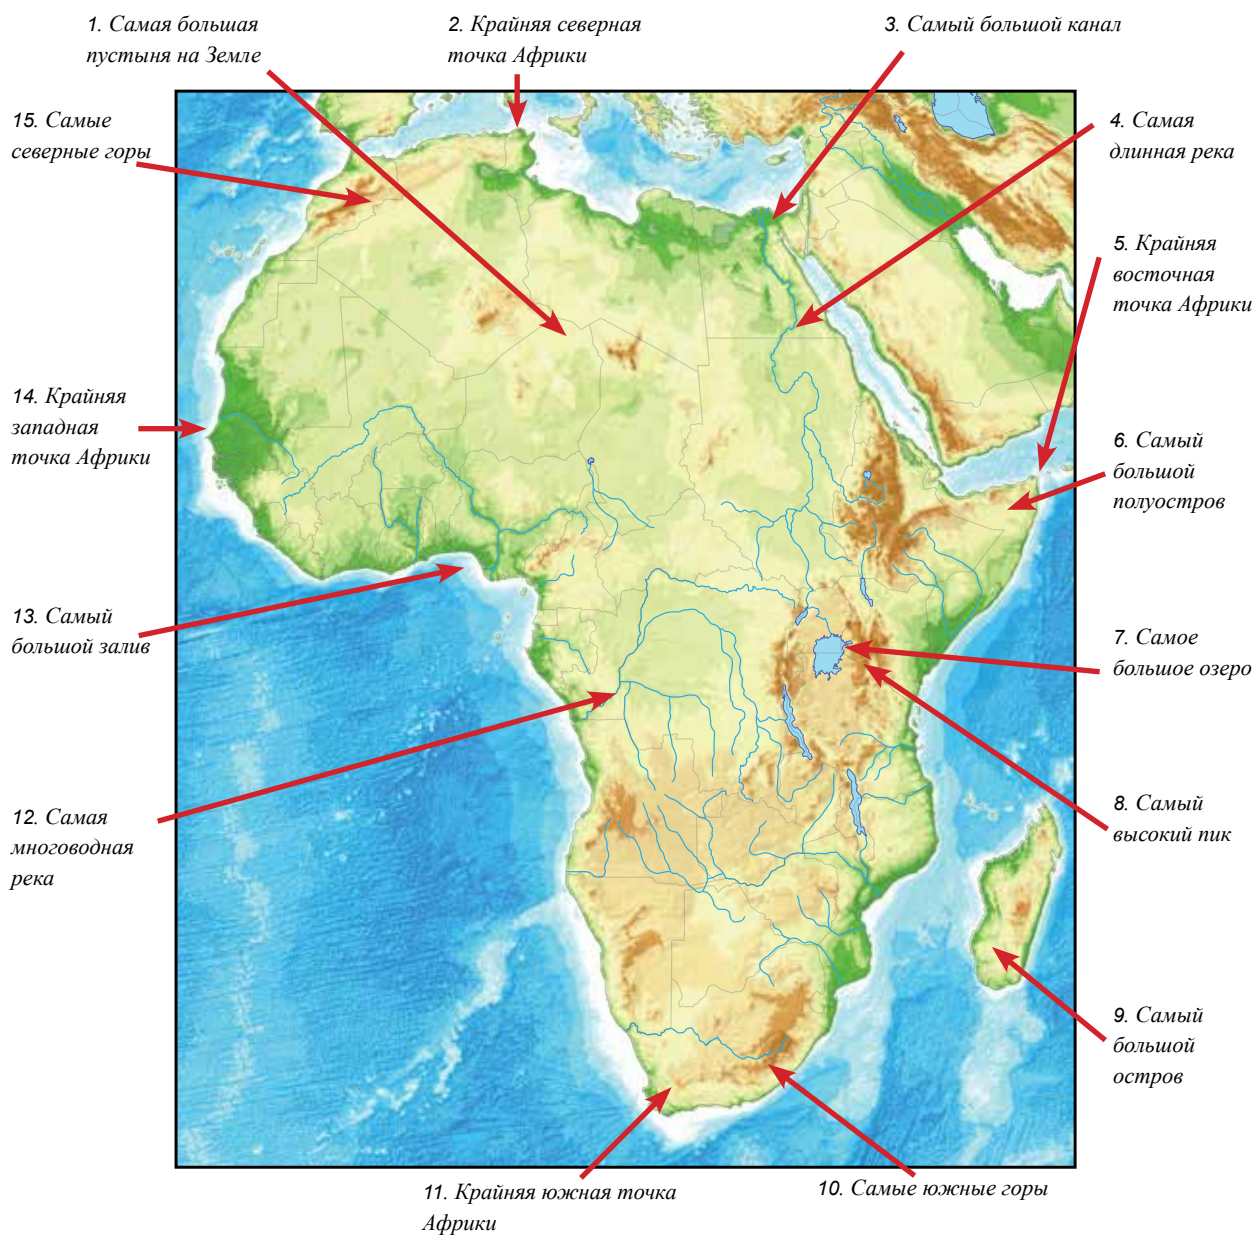 1. Самая большая
пустыня на Земле
2. Крайняя северная
точка Африки
3. Самый большой канал
4. Самая
длинная река
5. Крайняя
восточная
точка Африки
6. Самый
большой
полуостров
7. Самое
большое озеро
8. Самый
высокий пик
9. Самый
большой
остров
10. Самые южные горы
11. Крайняя южная точка
Африки
12. Самая
многоводная
река
13. Самый
большой залив
14. Крайняя
западная
точка Африки
15. Самые
северные горы